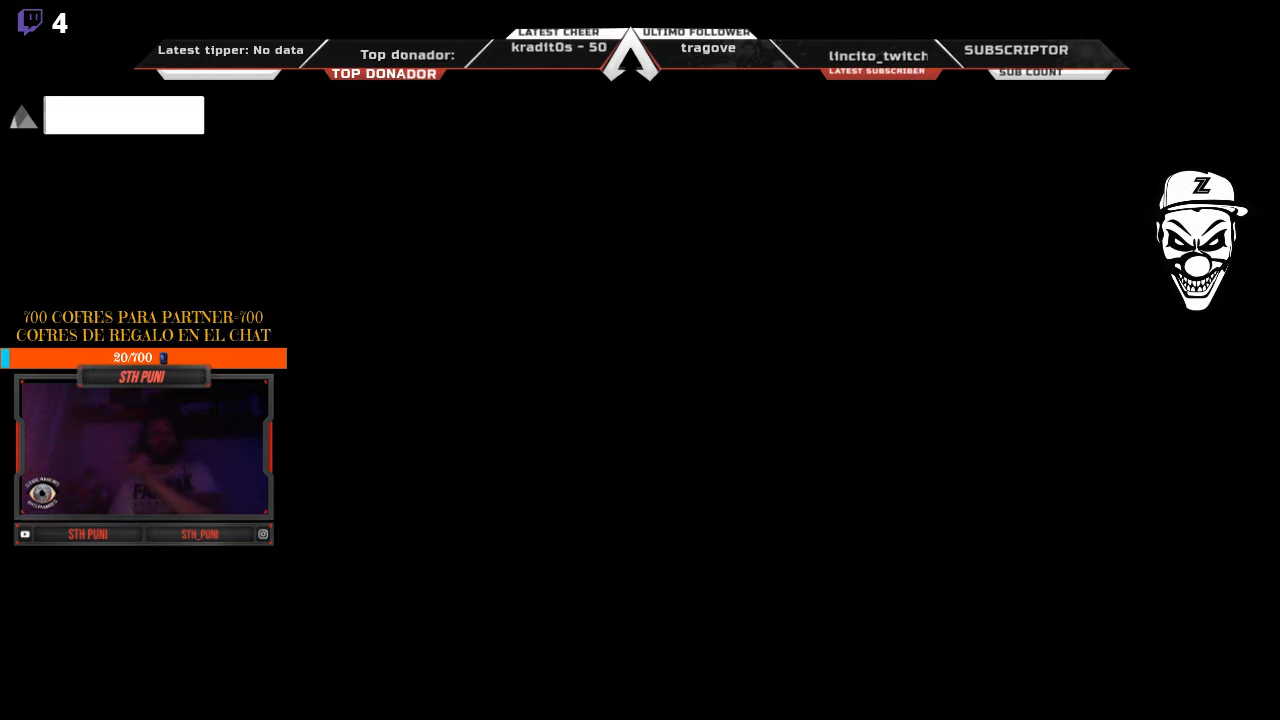 4
LATEST CHEER
ULTIMO FOLLOWER
Latest tipper: No data
Top donador:
kradit0s - 50
tragove
lincito_twitch
SUBSCRIPTOR
TOP DONADOR
LATEST SUBSCRIBER
SUB COUNT
Z
700 COFRES PARA PARTNER=700
COFRES DE REGALO EN EL CHAT
20/700
STH PUNI
STREAMERS
STH PUNI
STH_PUNI